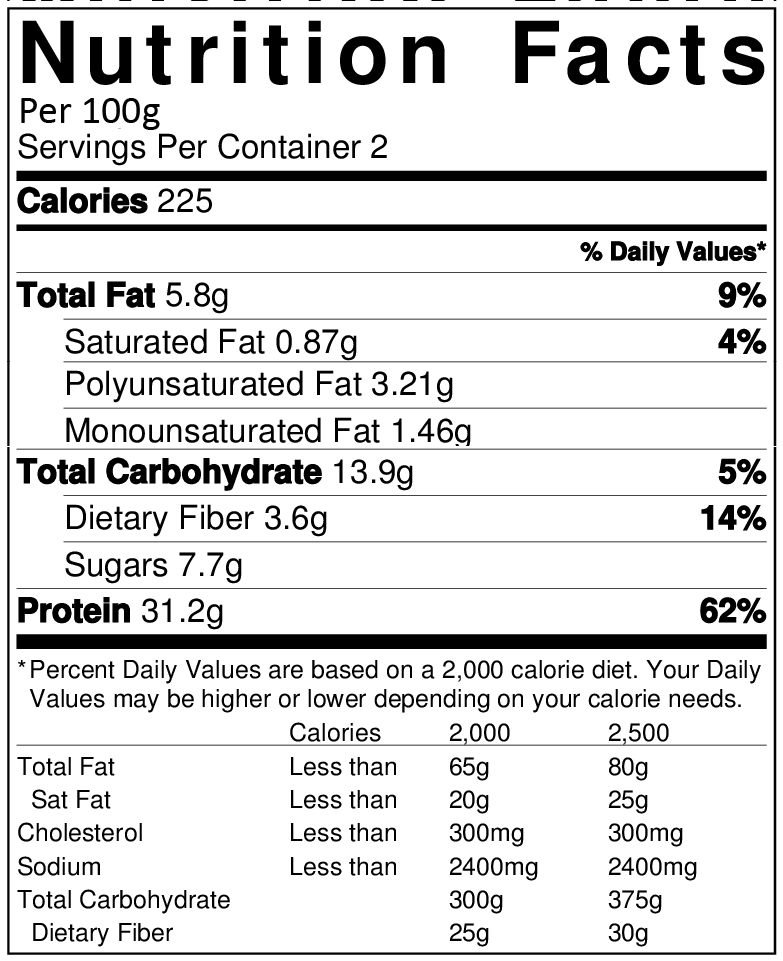 Nutrition Facts
Per 100g
Servings Per Container 2
Calories 225
% Daily Values*
Total Fat 5.8g 9%
Saturated Fat 0.87g 4%
Polyunsaturated Fat 3.21g
Monounsaturated Fat 1.46g
Total Carbohydrate 13.9g 5%
Dietary Fiber 3.6g 14%
Sugars 7.7g
Protein 31.2g 62%
*Percent Daily Values are based on a 2,000 calorie diet. Your Daily
Values may be higher or lower depending on your calorie needs.
Calories 2,000 2,500
Total Fat Less than 65g 80g
Sat Fat Less than 20g 25g
Cholesterol Less than 300mg 300mg
Sodium Less than 2400mg 2400mg
Total Carbohydrate 300g 375g
Dietary Fiber 25g 30g